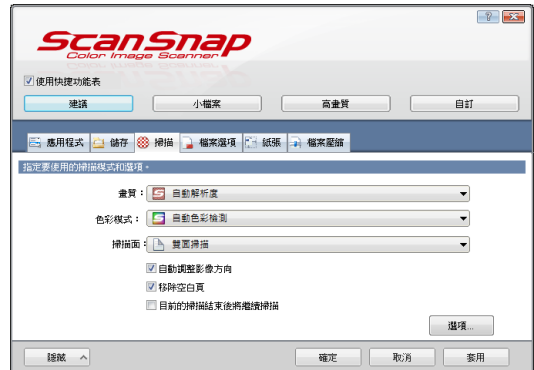 ScanSnap
Color Image Scanner
使用快捷功能表
建議 小檔案 高畫質 自訂
應用程式 儲存 掃描 檔案選項 紙張 檔案壓縮
指定要使用的掃描模式和選項。
畫質： 自動解析度
色彩模式： 自動色彩檢測
掃描面： 雙面掃描
自動調整影像方向
移除空白頁
目前的掃描結束後將繼續掃描
選項...
隱藏 確定 取消 套用